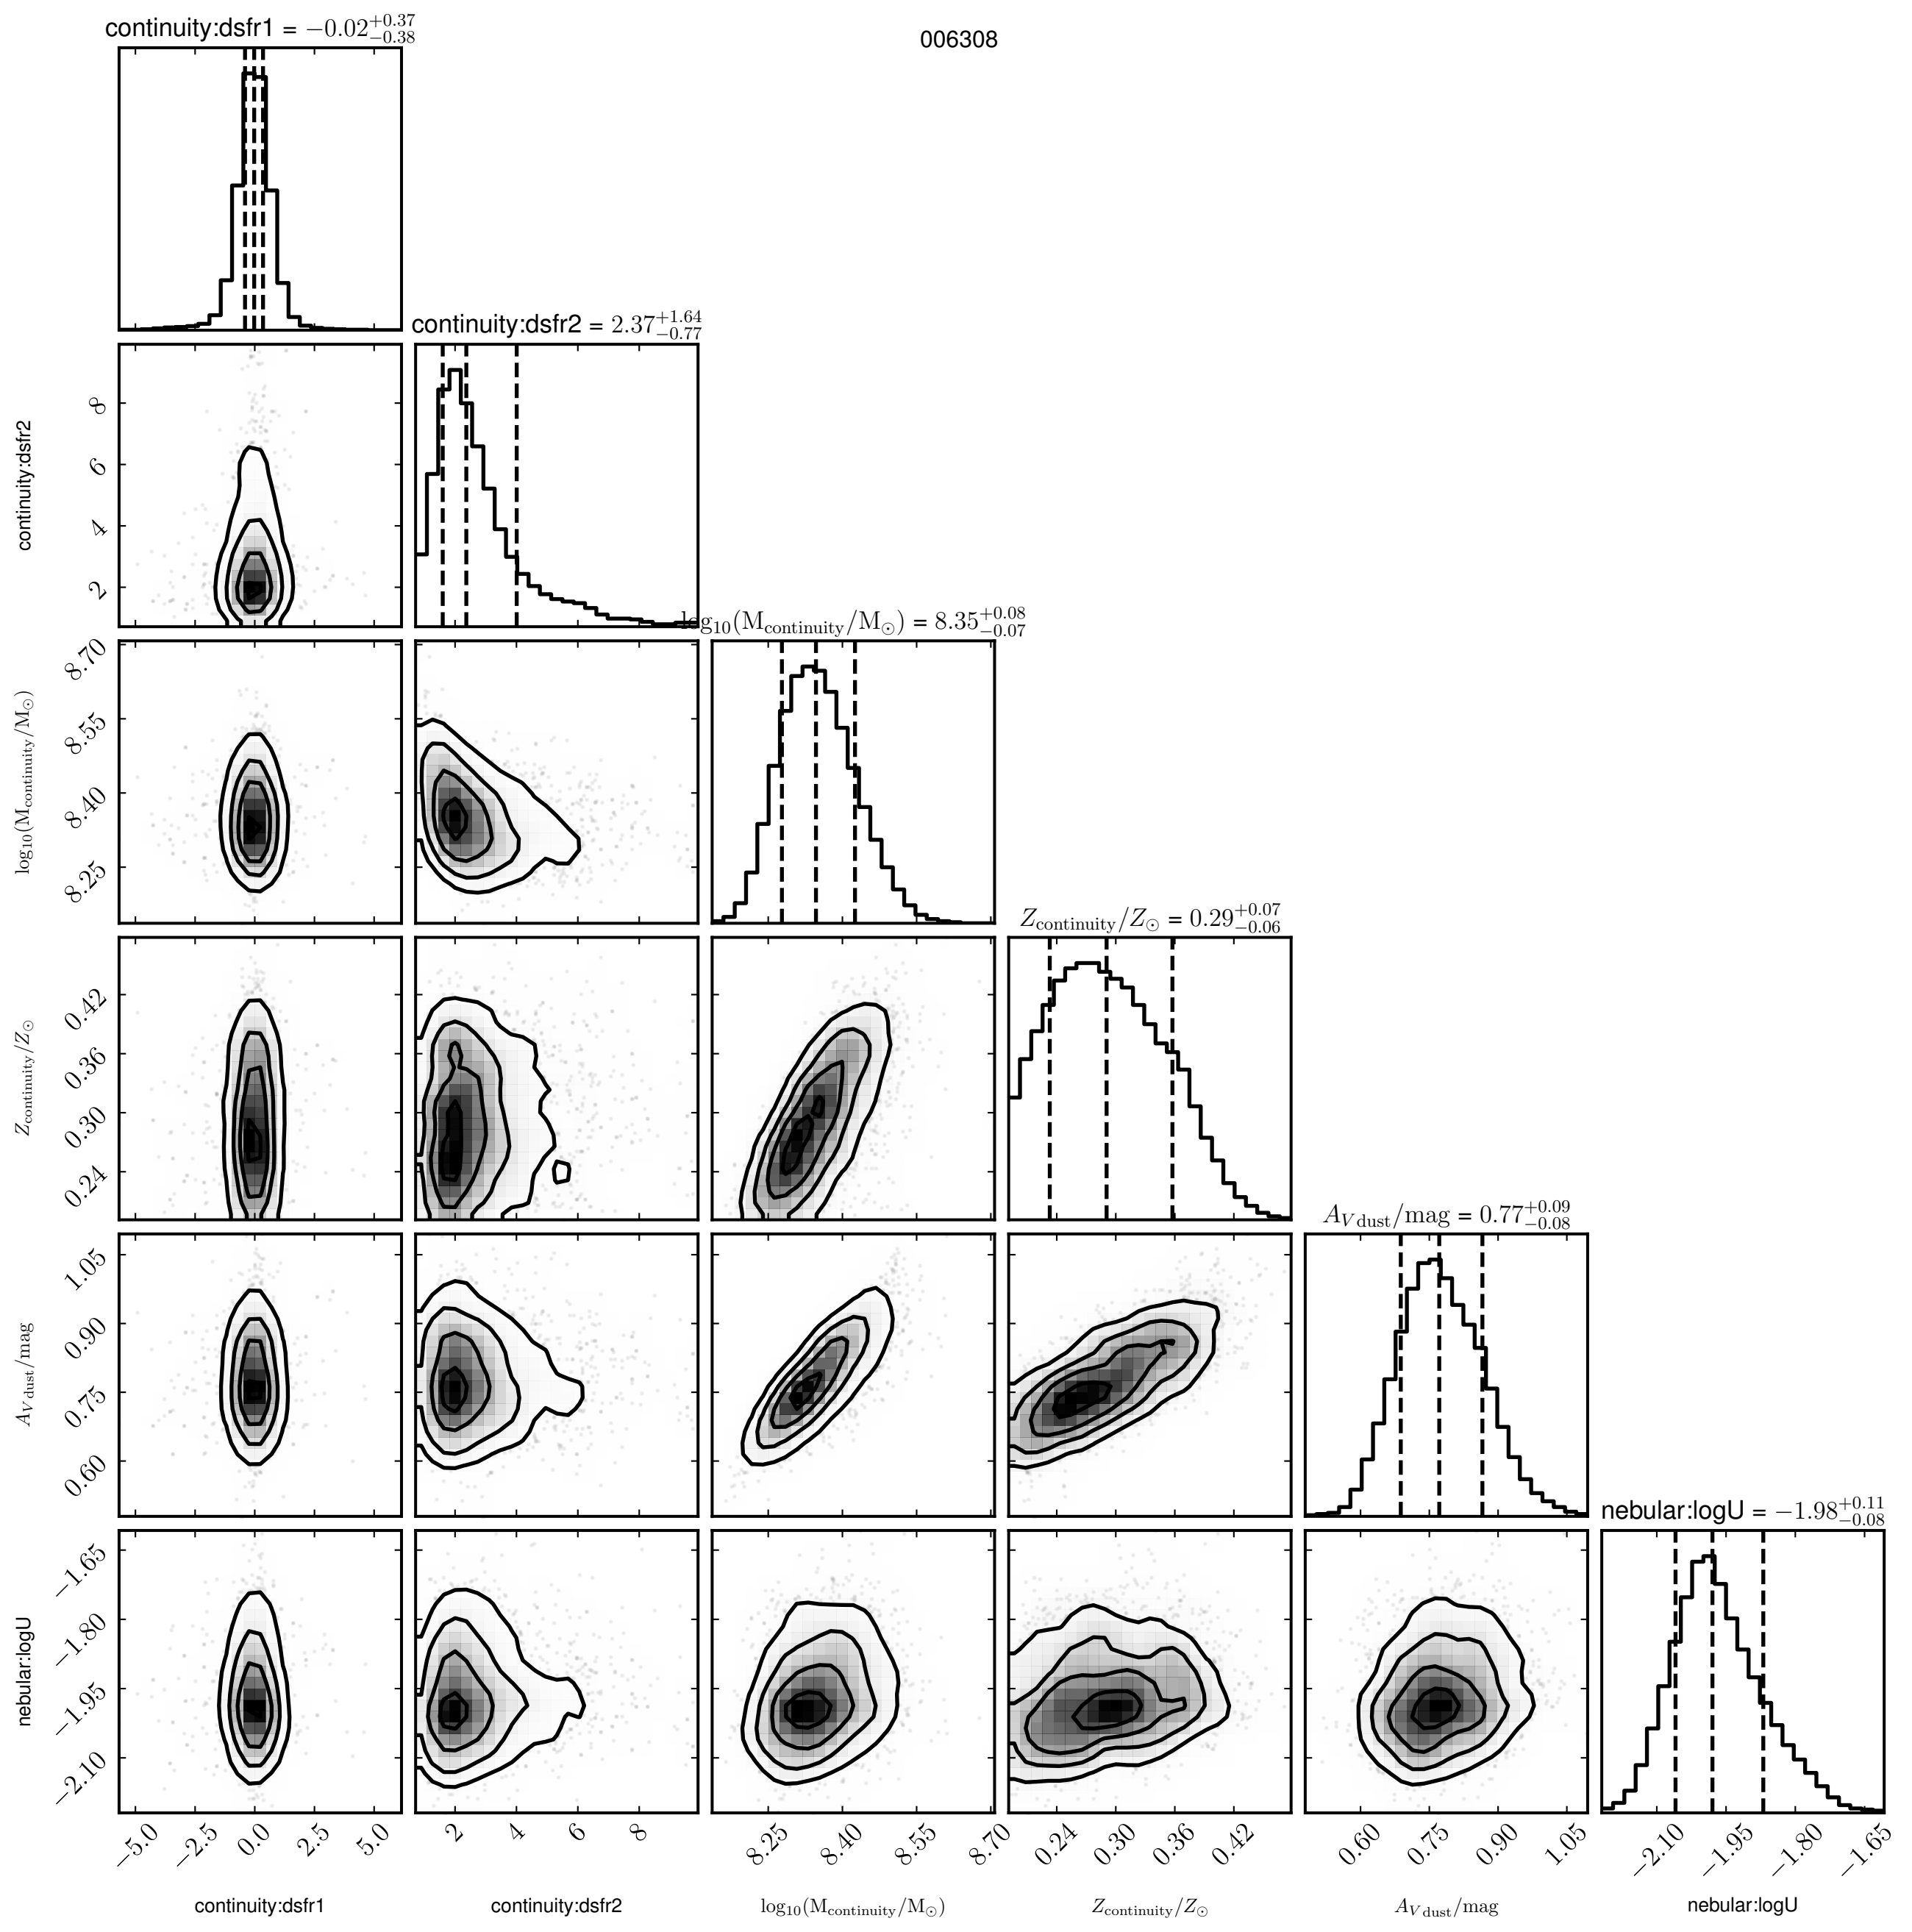 006308
continuity:dsfr1 = −0.02+0.37−0.38
continuity:dsfr2 = 2.37+1.64−0.77
log10(Mcontinuity/M⊙) = 8.35+0.08−0.07
Zcontinuity/Z⊙ = 0.29+0.07−0.06
AV dust/mag = 0.77+0.09−0.08
nebular:logU = −1.98+0.11−0.08
continuity:dsfr2
8
6
4
2
log10(Mcontinuity/M⊙)
8.70
8.55
8.40
8.25
Zcontinuity/Z⊙
0.42
0.36
0.30
0.24
AV dust/mag
1.05
0.90
0.75
0.60
nebular:logU
−1.65
−1.80
−1.95
−2.10
−5.0 −2.5 0.0 2.5 5.0 2 4 6 8 8.25 8.40 8.55 8.70 0.24 0.30 0.36 0.42 0.60 0.75 0.90 1.05 −2.10 −1.95 −1.80 −1.65
continuity:dsfr1 continuity:dsfr2 log10(Mcontinuity/M⊙) Zcontinuity/Z⊙ AV dust/mag nebular:logU